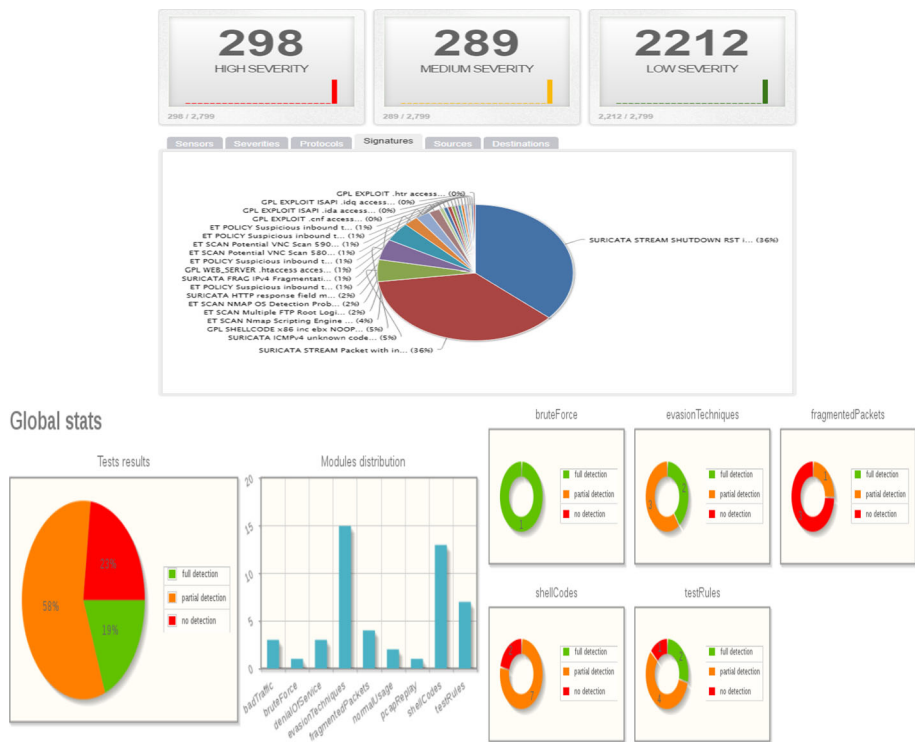 298
HIGH SEVERITY
298 / 2,799
289
MEDIUM SEVERITY
289 / 2,799
2212
LOW SEVERITY
2,212 / 2,799
Sensors
Severities
Protocols
Signatures
Sources
Destinations
GPL EXPLOIT .htr access... (0%)
GPL EXPLOIT ISAPI .idq access... (0%)
GPL EXPLOIT ISAPI .ida access... (0%)
GPL EXPLOIT .cnf access... (0%)
ET POLICY Suspicious inbound t... (1%)
ET SCAN Potential VNC Scan 590... (1%)
ET POLICY Suspicious inbound t... (1%)
ET SCAN Potential VNC Scan 580... (1%)
ET POLICY Suspicious inbound t... (1%)
GPL WEB_SERVER .htaccess acces... (1%)
SURICATA FRAG IPv4 Fragmentati... (1%)
ET POLICY Suspicious inbound t... (1%)
SURICATA HTTP response field m... (2%)
ET SCAN NMAP OS Detection Prob... (2%)
ET SCAN Multiple FTP Root Logi... (2%)
ET SCAN Nmap Scripting Engine ... (4%)
GPL SHELLCODE x86 inc ebx NOOP... (5%)
SURICATA ICMPv4 unknown code... (5%)
SURICATA STREAM Packet with in... (36%)
SURICATA STREAM SHUTDOWN RST i... (36%)
Global stats
Tests results
23%
58%
19%
full detection
partial detection
no detection
Modules distribution
20
15
10
5
0
badTraffic
bruteForce
denialOfService
evasionTechniques
fragmentedPackets
normalUsage
pcapReplay
shellCodes
testRules
bruteForce
1
full detection
partial detection
no detection
evasionTechniques
2
3
full detection
partial detection
no detection
fragmentedPackets
1
full detection
partial detection
no detection
shellCodes
7
full detection
partial detection
no detection
testRules
2
4
full detection
partial detection
no detection